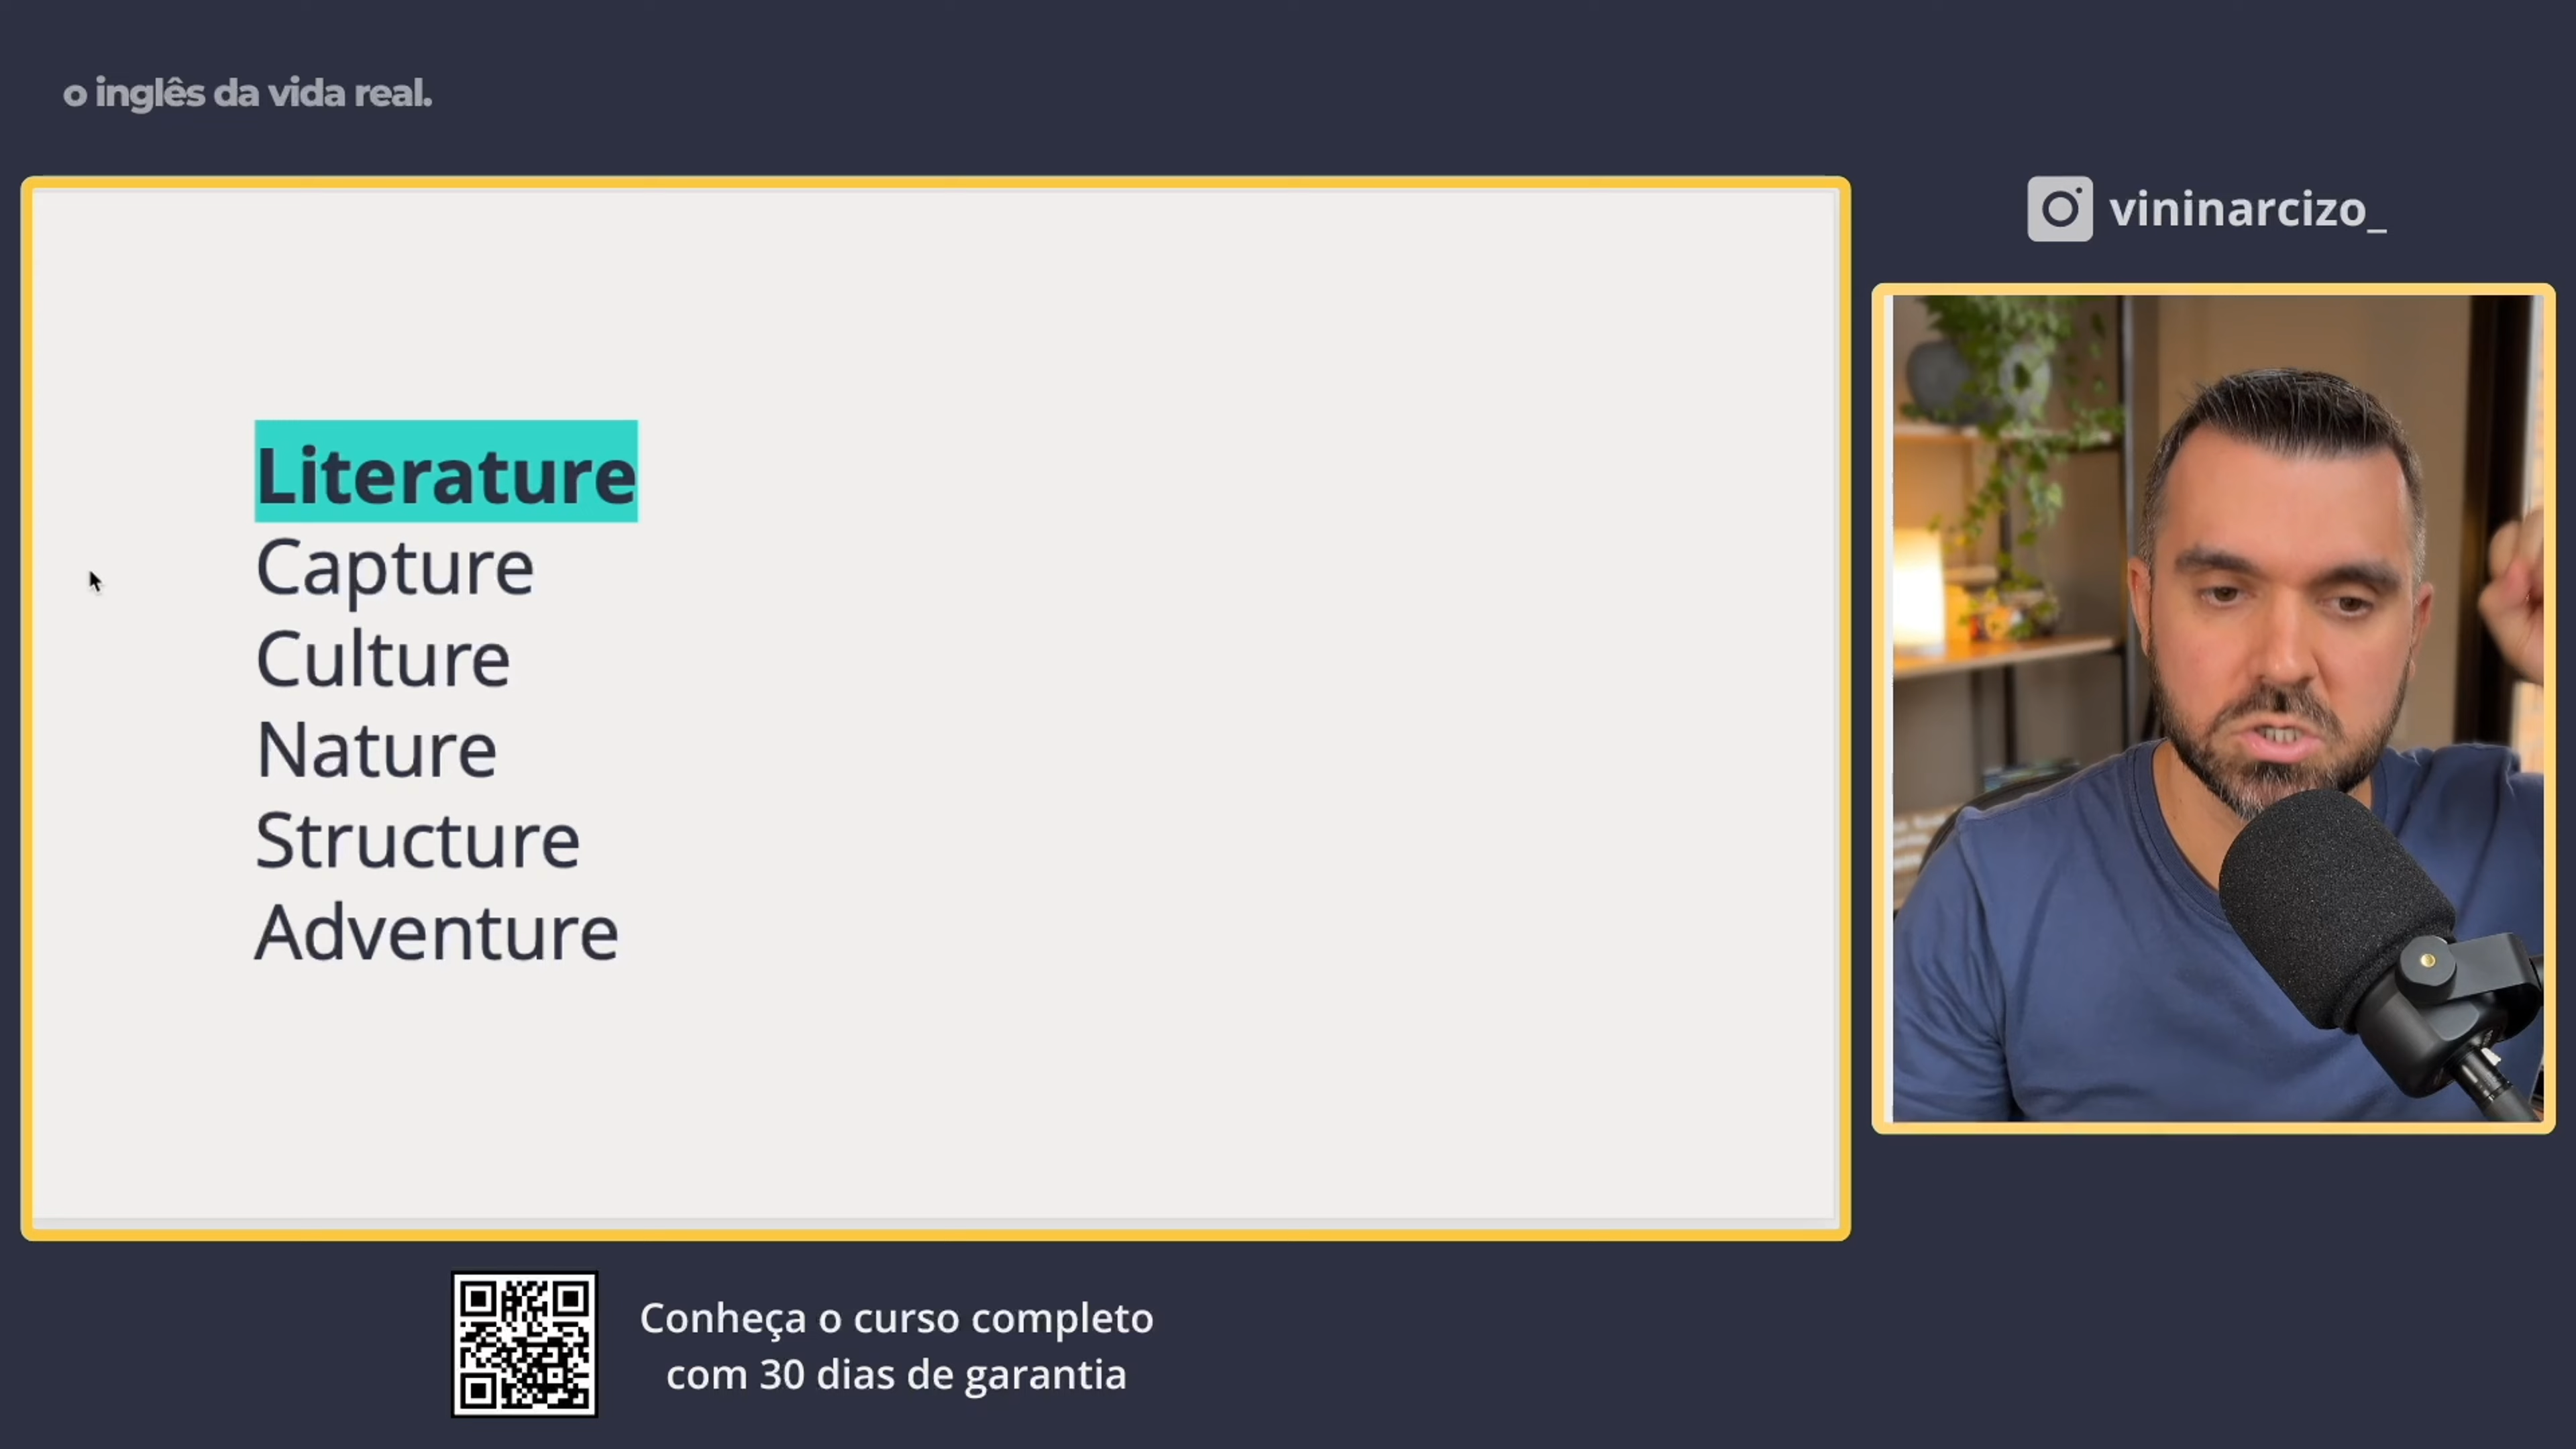 o inglês da vida real.
vininarcizo_
Literature
Capture
Culture
Nature
Structure
Adventure
Conheça o curso completo
com 30 dias de garantia